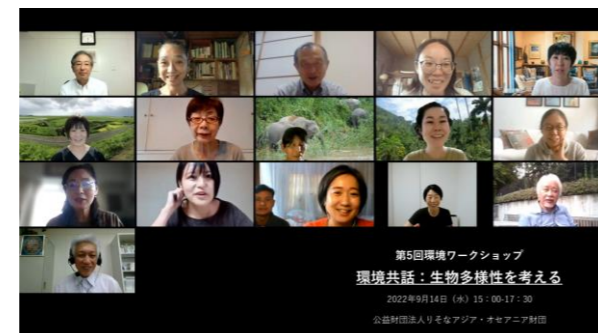 第5回環境ワークショップ
環境共話：生物多様性を考える
2022年9月14日（水）15：00-17：30
公益財団法人りそなアジア・オセアニア財団